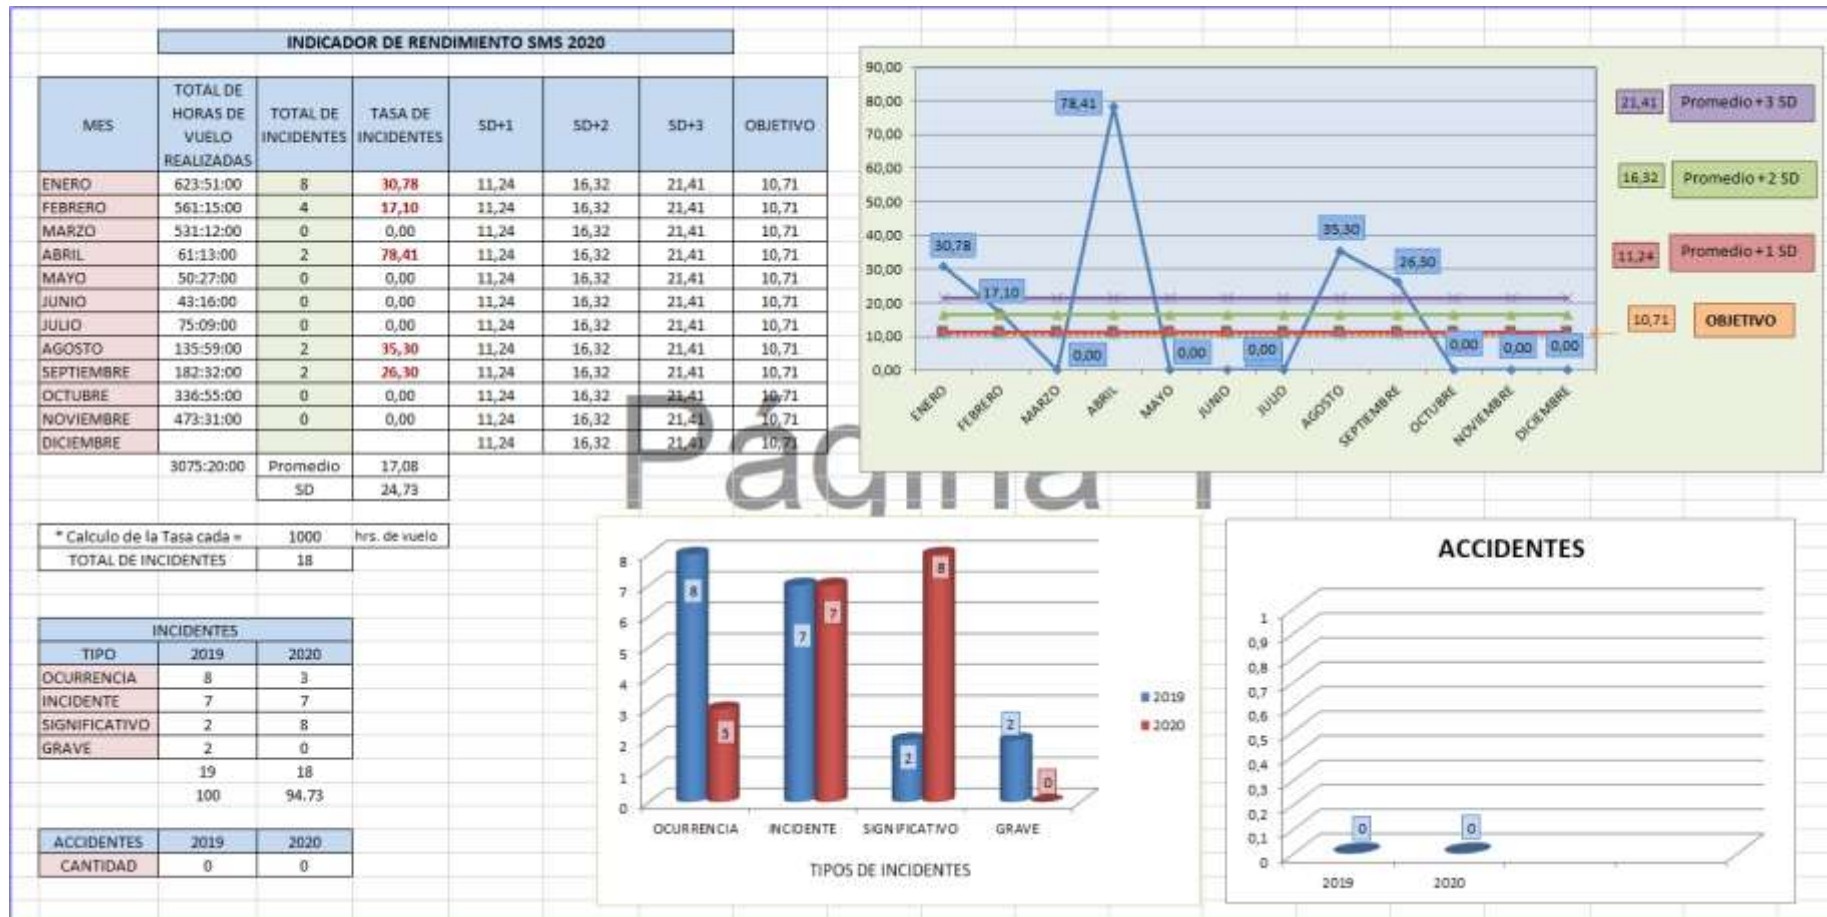 INDICADOR DE RENDIMIENTO SMS 2020
MES TOTAL DE HORAS DE VUELO REALIZADAS TOTAL DE INCIDENTES TASA DE INCIDENTES SD+1 SD+2 SD+3 OBJETIVO
ENERO 623:51:00 8 30,78 11,24 16,32 21,41 10,71
FEBRERO 561:15:00 4 17,10 11,24 16,32 21,41 10,71
MARZO 531:12:00 0 0,00 11,24 16,32 21,41 10,71
ABRIL 61:13:00 2 78,41 11,24 16,32 21,41 10,71
MAYO 50:27:00 0 0,00 11,24 16,32 21,41 10,71
JUNIO 43:16:00 0 0,00 11,24 16,32 21,41 10,71
JULIO 75:09:00 0 0,00 11,24 16,32 21,41 10,71
AGOSTO 135:59:00 2 35,30 11,24 16,32 21,41 10,71
SEPTIEMBRE 182:32:00 2 26,30 11,24 16,32 21,41 10,71
OCTUBRE 336:55:00 0 0,00 11,24 16,32 21,41 10,71
NOVIEMBRE 473:31:00 0 0,00 11,24 16,32 21,41 10,71
DICIEMBRE 11,24 16,32 21,41 10,71
3075:20:00 Promedio 17,08
SD 24,73
* Calculo de la Tasa cada = 1000 hrs. de vuelo
TOTAL DE INCIDENTES 18
INCIDENTES
TIPO 2019 2020
OCURRENCIA 8 3
INCIDENTE 7 7
SIGNIFICATIVO 2 8
GRAVE 2 0
19 18
100 94.73
ACCIDENTES 2019 2020
CANTIDAD 0 0
90,00
80,00
70,00
60,00
50,00
40,00
30,00
20,00
10,00
0,00
30,78
17,10
0,00
78,41
0,00
0,00
35,30
26,30
0,00
0,00
0,00
ENERO FEBRERO MARZO ABRIL MAYO JUNIO JULIO AGOSTO SEPTIEMBRE OCTUBRE NOVIEMBRE DICIEMBRE
21,41 Promedio +3 SD
16,32 Promedio +2 SD
11,24 Promedio +1 SD
10,71 OBJETIVO
Página 1
8
7
6
5
4
3
2
1
0
8
7 7
2 8
2 0
OCURRENCIA INCIDENTE SIGNIFICATIVO GRAVE
TIPOS DE INCIDENTES
2019
2020
ACCIDENTES
1
0,9
0,8
0,7
0,6
0,5
0,4
0,3
0,2
0,1
0
0 0
2019 2020